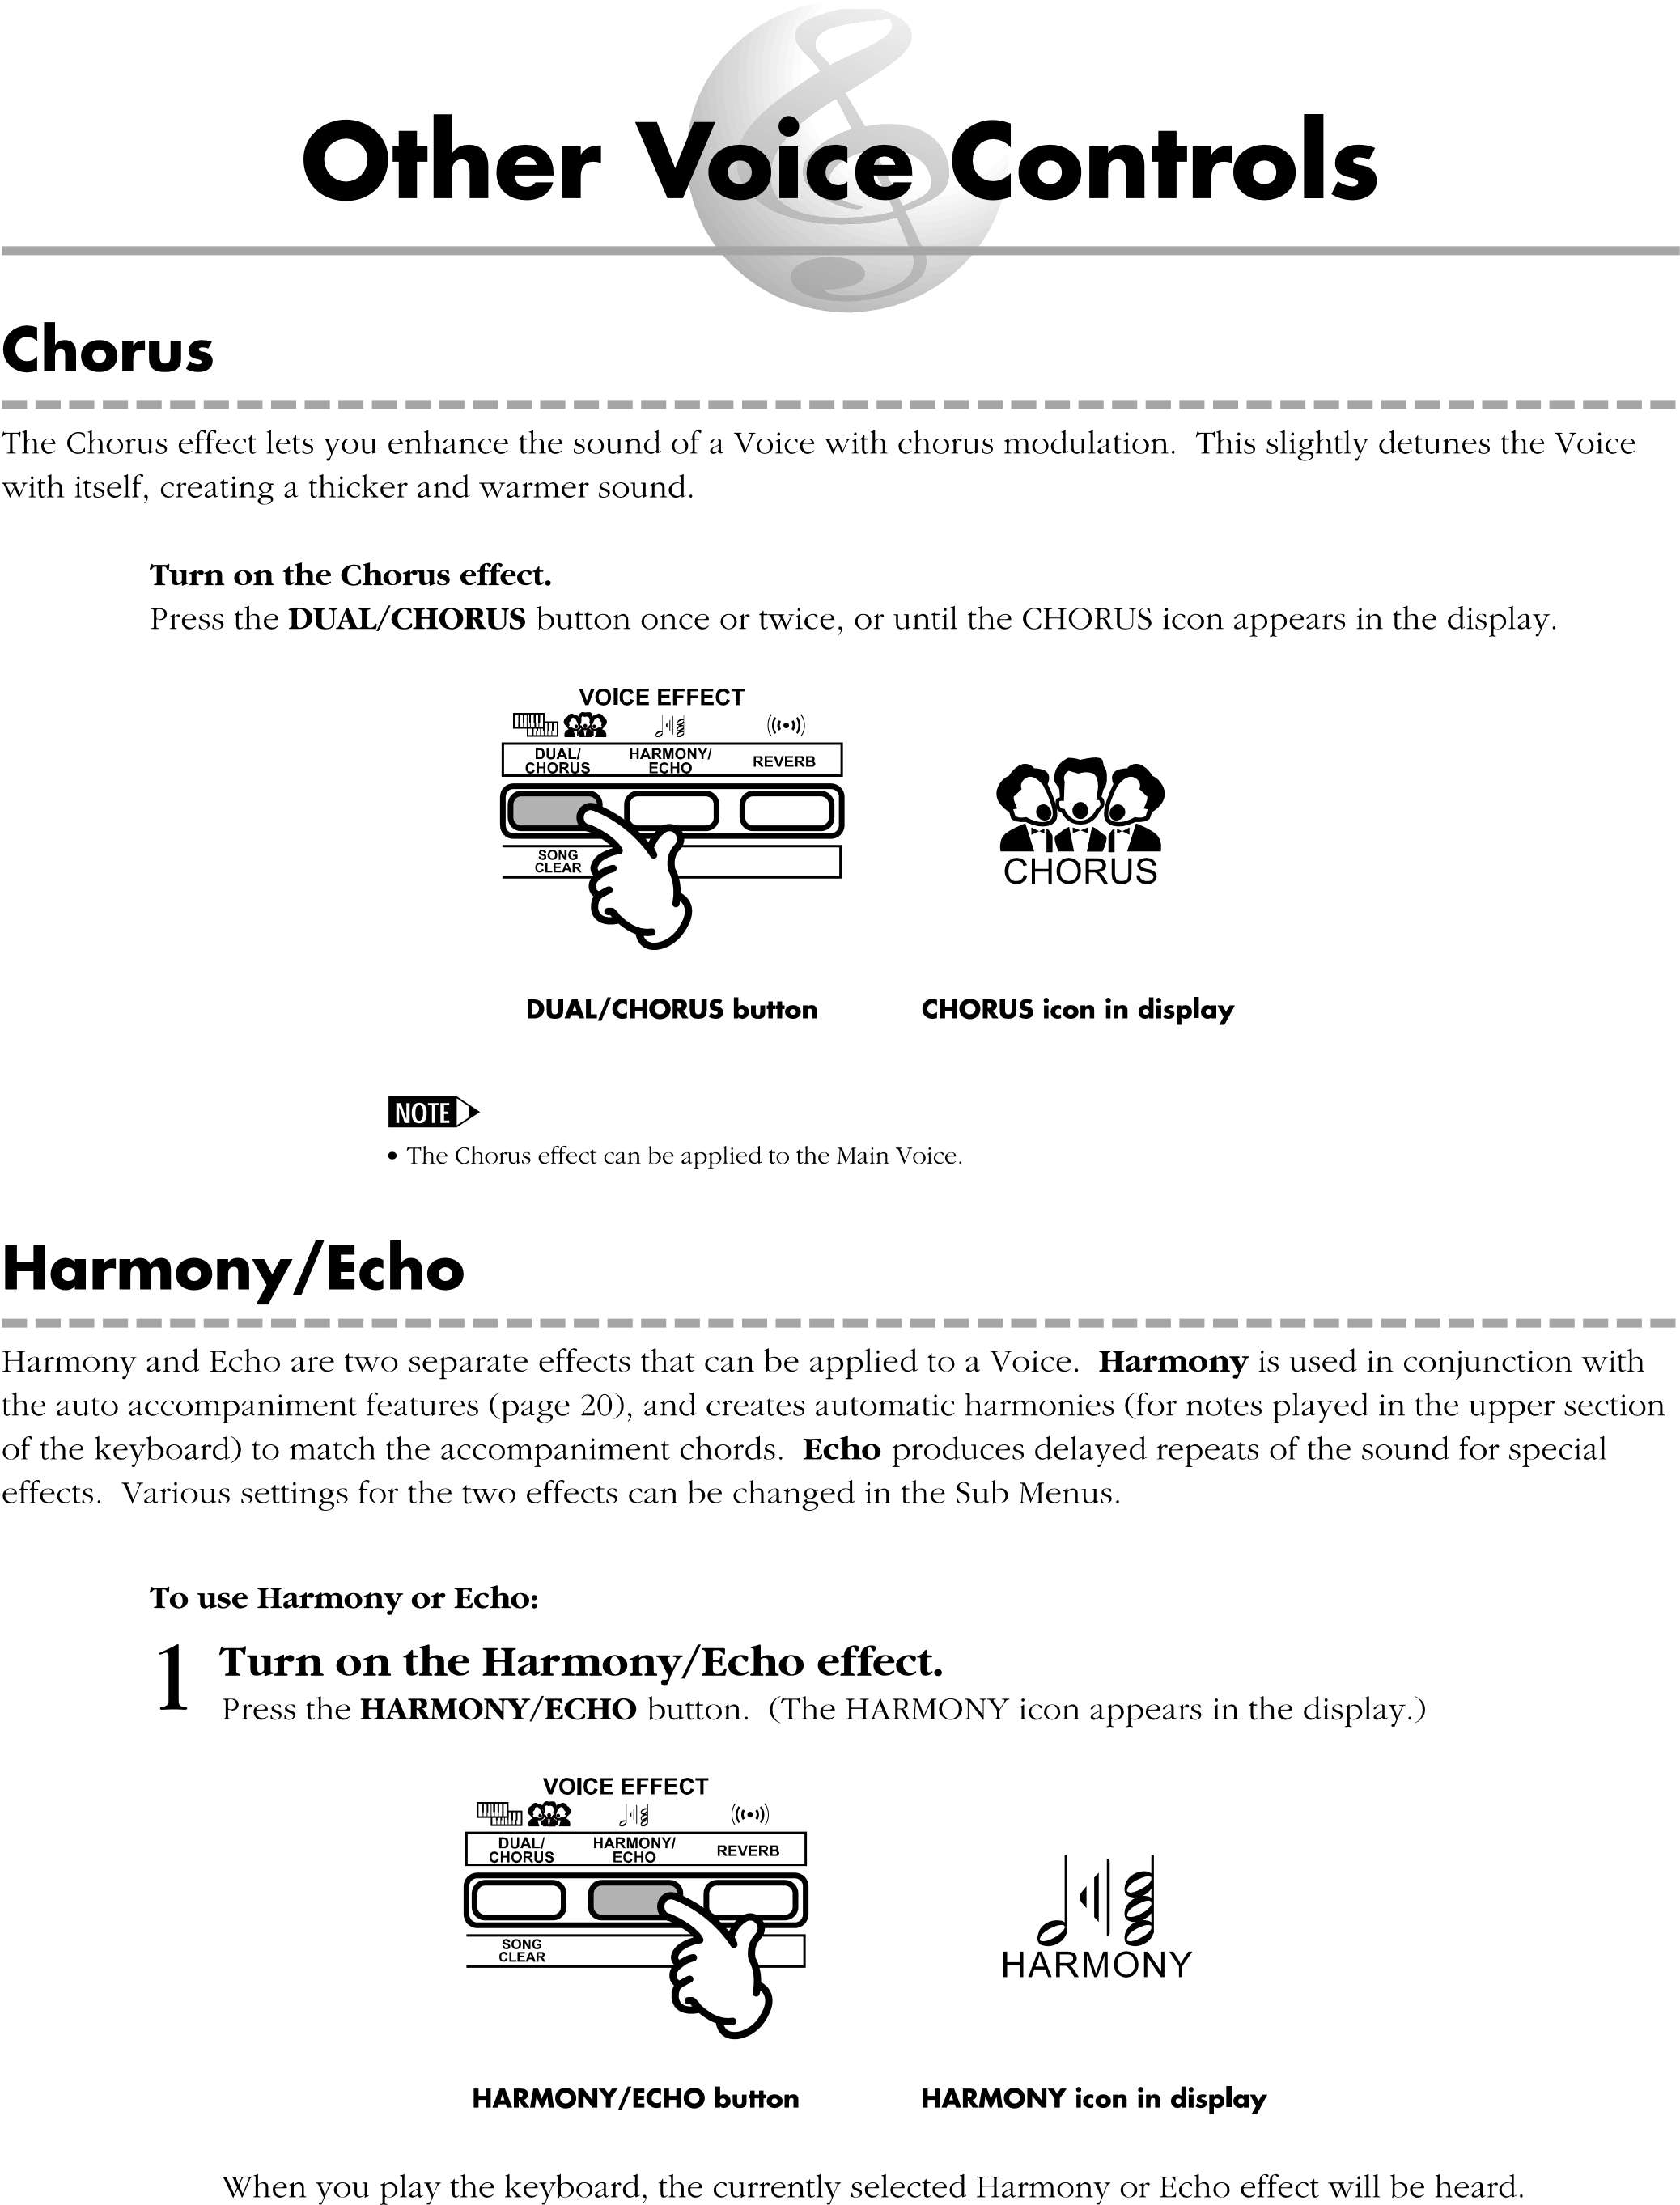 Other Voice Controls
Chorus
The Chorus effect lets you enhance the sound of a Voice with chorus modulation. This slightly detunes the Voice
with itself, creating a thicker and warmer sound.
Turn on the Chorus effect.
Press the DUAL/CHORUS button once or twice, or until the CHORUS icon appears in the display.
VOICE EFFECT
DUAL/
CHORUS
HARMONY/
ECHO
REVERB
SONG
CLEAR
CHORUS
DUAL/CHORUS button
CHORUS icon in display
NOTE
• The Chorus effect can be applied to the Main Voice.
Harmony/Echo
Harmony and Echo are two separate effects that can be applied to a Voice. Harmony is used in conjunction with
the auto accompaniment features (page 20), and creates automatic harmonies (for notes played in the upper section
of the keyboard) to match the accompaniment chords. Echo produces delayed repeats of the sound for special
effects. Various settings for the two effects can be changed in the Sub Menus.
To use Harmony or Echo:
1 Turn on the Harmony/Echo effect.
Press the HARMONY/ECHO button. (The HARMONY icon appears in the display.)
VOICE EFFECT
DUAL/
CHORUS
HARMONY/
ECHO
REVERB
SONG
CLEAR
HARMONY
HARMONY/ECHO button
HARMONY icon in display
When you play the keyboard, the currently selected Harmony or Echo effect will be heard.